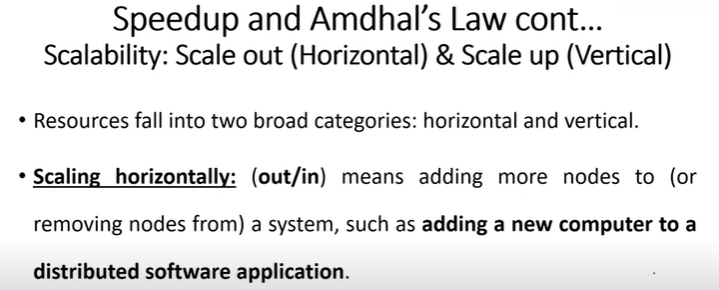 Speedup and Amdhal's Law cont...
Scalability: Scale out (Horizontal) & Scale up (Vertical)
• Resources fall into two broad categories: horizontal and vertical.
• Scaling horizontally: (out/in) means adding more nodes to (or
removing nodes from) a system, such as adding a new computer to a
distributed software application.